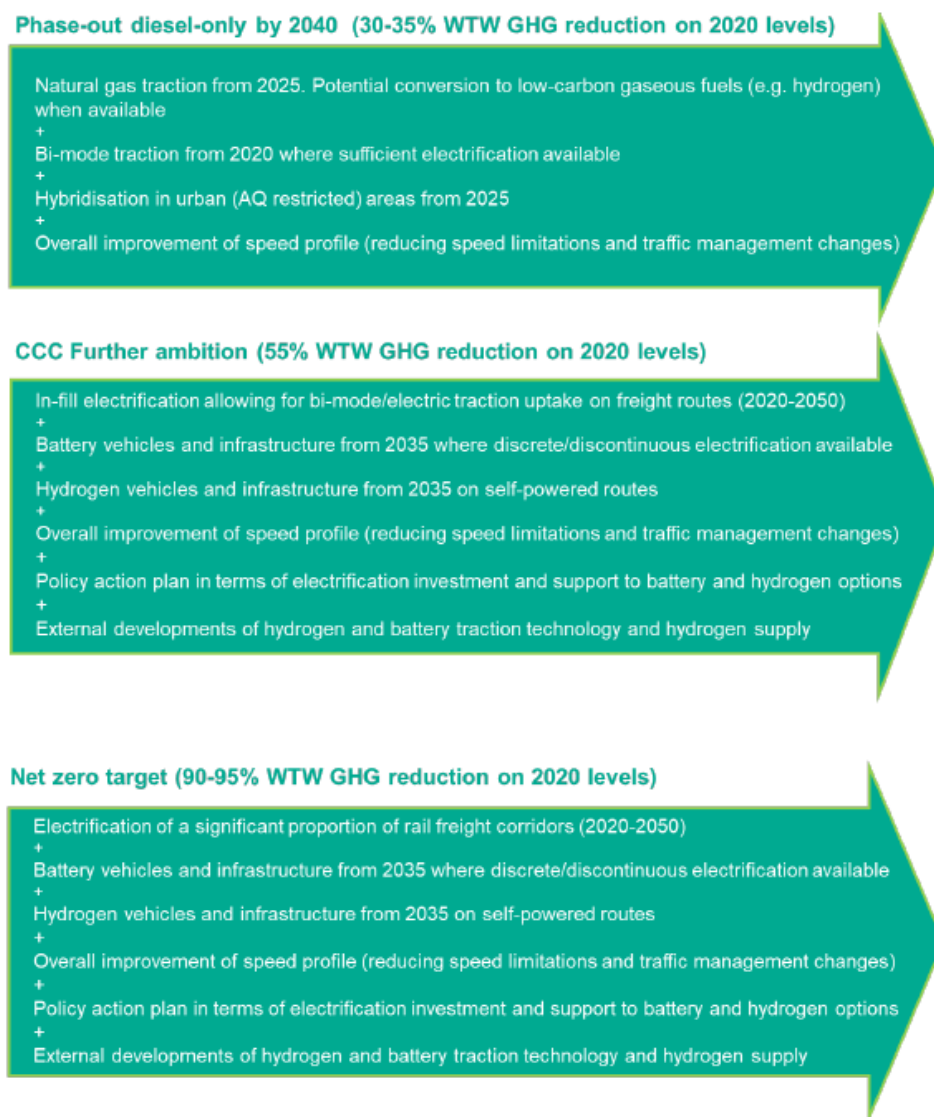 Phase-out diesel-only by 2040 (30-35% WTW GHG reduction on 2020 levels)
Natural gas traction from 2025. Potential conversion to low-carbon gaseous fuels (e.g. hydrogen)
when available
+
Bi-mode traction from 2020 where sufficient electrification available
+
Hybridisation in urban (AQ restricted) areas from 2025
+
Overall improvement of speed profile (reducing speed limitations and traffic management changes)
CCC Further ambition (55% WTW GHG reduction on 2020 levels)
In-fill electrification allowing for bi-mode/electric traction uptake on freight routes (2020-2050)
+
Battery vehicles and infrastructure from 2035 where discrete/discontinuous electrification available
+
Hydrogen vehicles and infrastructure from 2035 on self-powered routes
+
Overall improvement of speed profile (reducing speed limitations and traffic management changes)
+
Policy action plan in terms of electrification investment and support to battery and hydrogen options
+
External developments of hydrogen and battery traction technology and hydrogen supply
Net zero target (90-95% WTW GHG reduction on 2020 levels)
Electrification of a significant proportion of rail freight corridors (2020-2050)
+
Battery vehicles and infrastructure from 2035 where discrete/discontinuous electrification available
+
Hydrogen vehicles and infrastructure from 2035 on self-powered routes
+
Overall improvement of speed profile (reducing speed limitations and traffic management changes)
+
Policy action plan in terms of electrification investment and support to battery and hydrogen options
+
External developments of hydrogen and battery traction technology and hydrogen supply